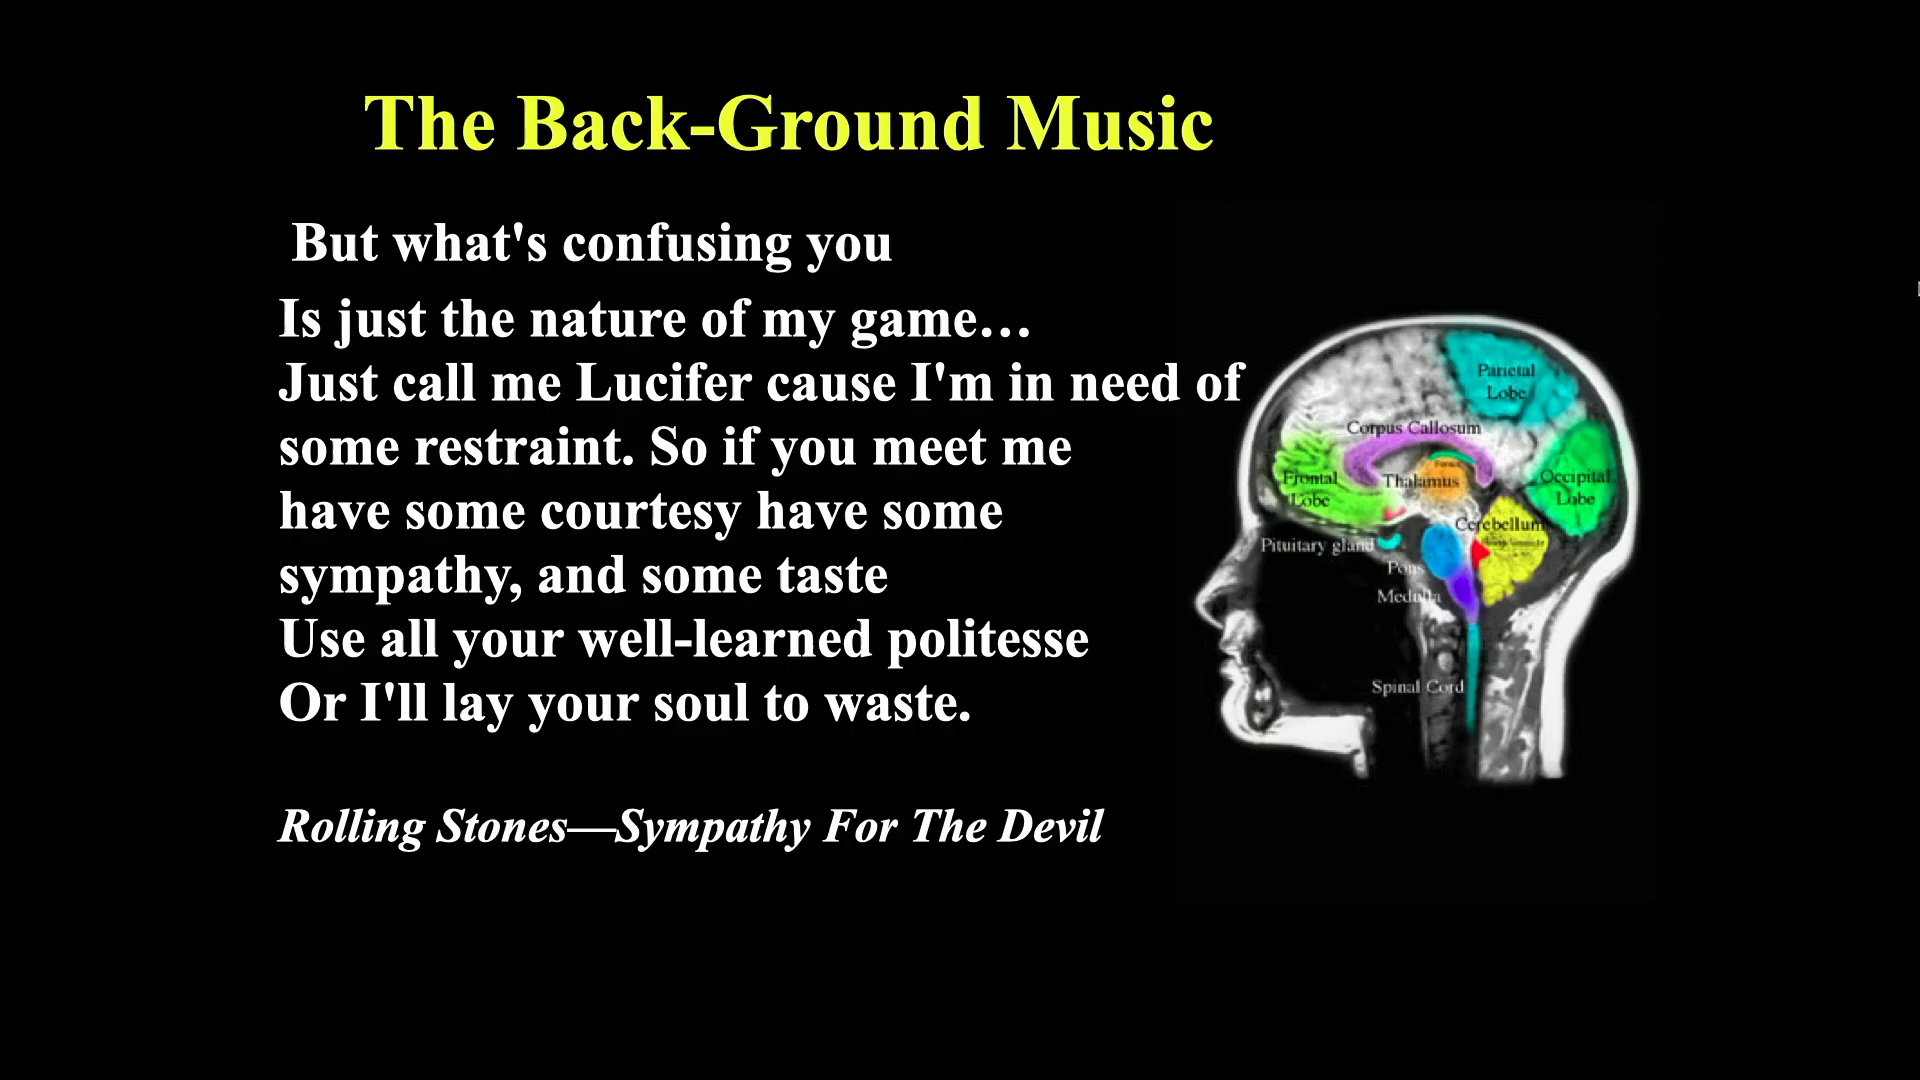 The Back-Ground Music
But what's confusing you
Is just the nature of my game…
Just call me Lucifer cause I'm in need of
some restraint. So if you meet me
have some courtesy have some
sympathy, and some taste
Use all your well-learned politesse
Or I'll lay your soul to waste.
Rolling Stones—Sympathy For The Devil
Parietal
Lobe
Corpus Callosum
Frontal
Lobe
Thalamus
Occipital
Lobe
Cerebellum
Pituitary gland
Pons
Medulla
Spinal Cord